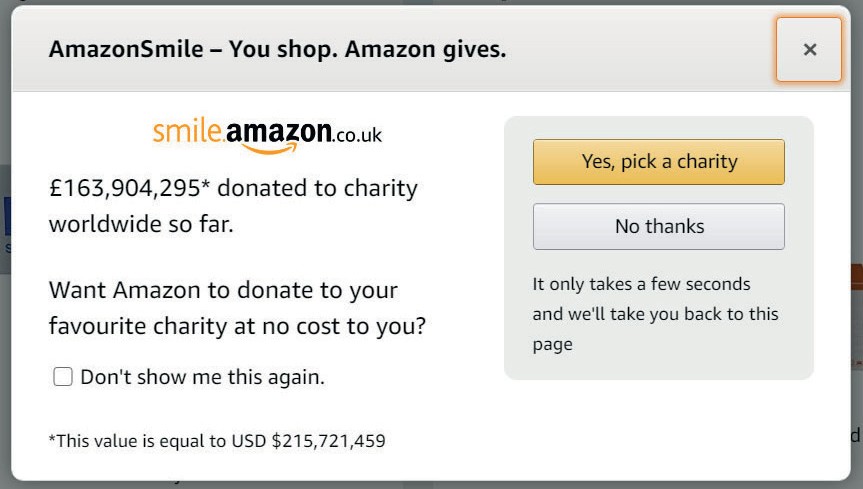 AmazonSmile – You shop. Amazon gives.
×
smile.amazon.co.uk
£163,904,295* donated to charity
worldwide so far.
Want Amazon to donate to your
favourite charity at no cost to you?
Don't show me this again.
*This value is equal to USD $215,721,459
Yes, pick a charity
No thanks
It only takes a few seconds
and we'll take you back to this
page